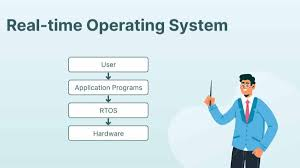 Real-time Operating System
User
Application Programs
RTOS
Hardware